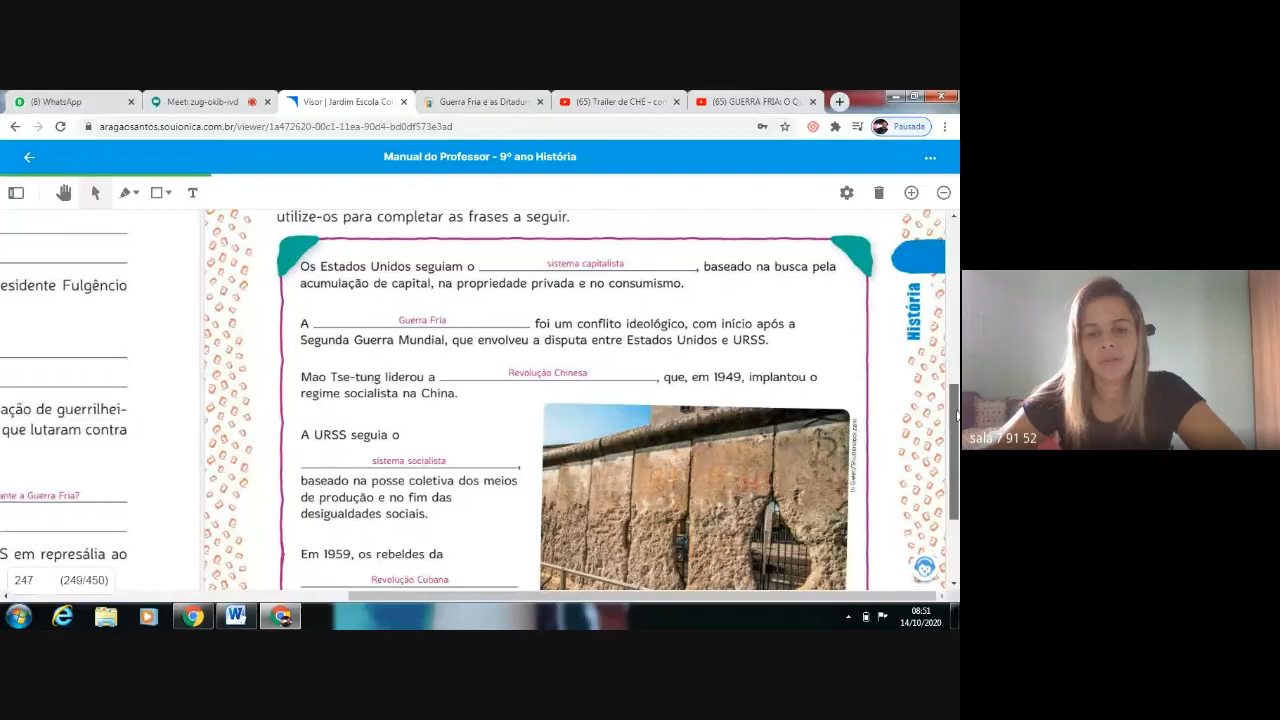 (8) WhatsApp
Meet: zug-okib-ivd
Visor | Jardim Escola Col
Guerra Fria e as Ditadum
(65) Trailer de CHE - con
(65) GUERRA FRIA: O Qu
aragaosantos.souionica.com.br/viewer/1a472620-00c1-11ea-90d4-bd0df573e3ad
Pausada
Manual do Professor - 9º ano História
T
utilize-os para completar as frases a seguir.
Os Estados Unidos seguiam o sistema capitalista, baseado na busca pela
acumulação de capital, na propriedade privada e no consumismo.
A Guerra Fria foi um conflito ideológico, com início após a
Segunda Guerra Mundial, que envolveu a disputa entre Estados Unidos e URSS.
Mao Tse-tung liderou a Revolução Chinesa, que, em 1949, implantou o
regime socialista na China.
A URSS seguia o
sistema socialista,
baseado na posse coletiva dos meios
de produção e no fim das
desigualdades sociais.
Em 1959, os rebeldes da
Revolução Cubana
esidente Fulgêncio
ação de guerrilhei-
que lutaram contra
ante a Guerra Fria?
S em represália ao
247 (249/450)
História
sala 7 91 52
08:51
14/10/2020